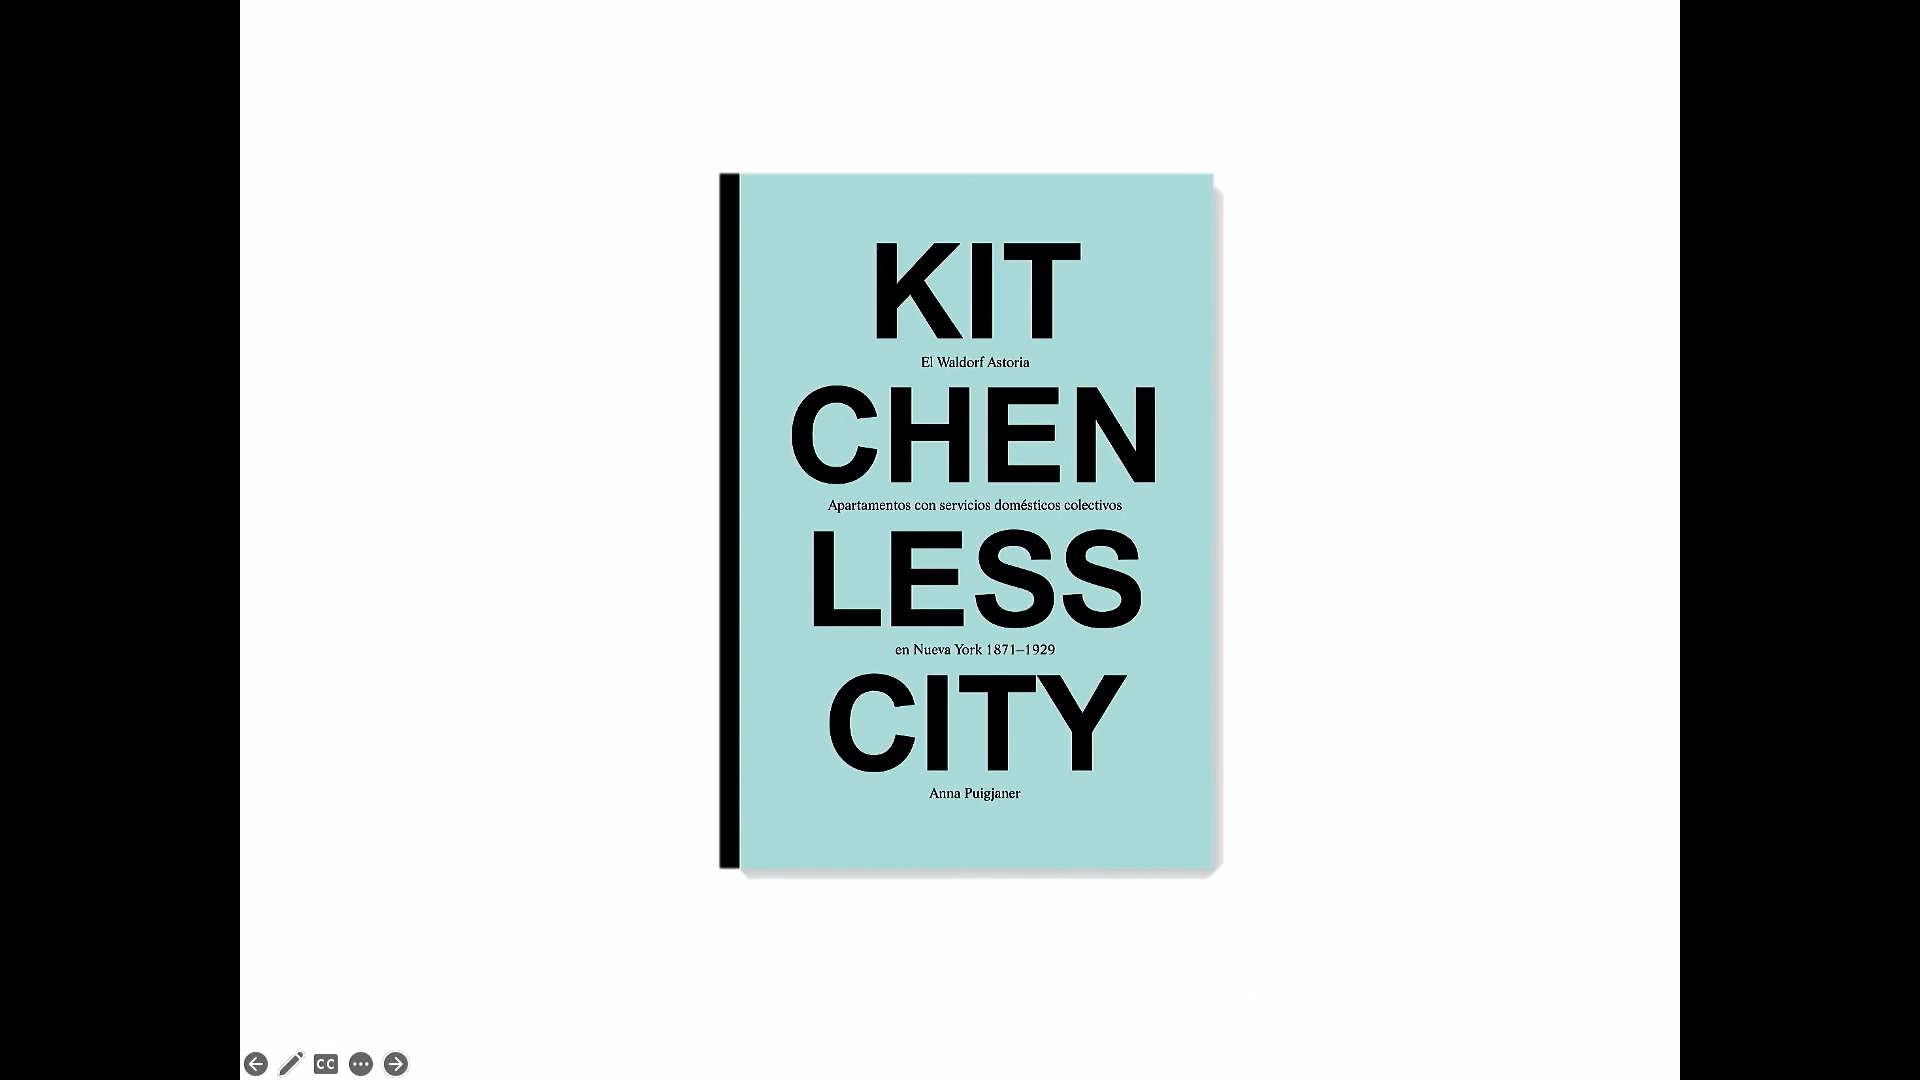 KIT
El Waldorf Astoria
CHEN
Apartamentos con servicios domésticos colectivos
LESS
en Nueva York 1871–1929
CITY
Anna Puigjaner
CC